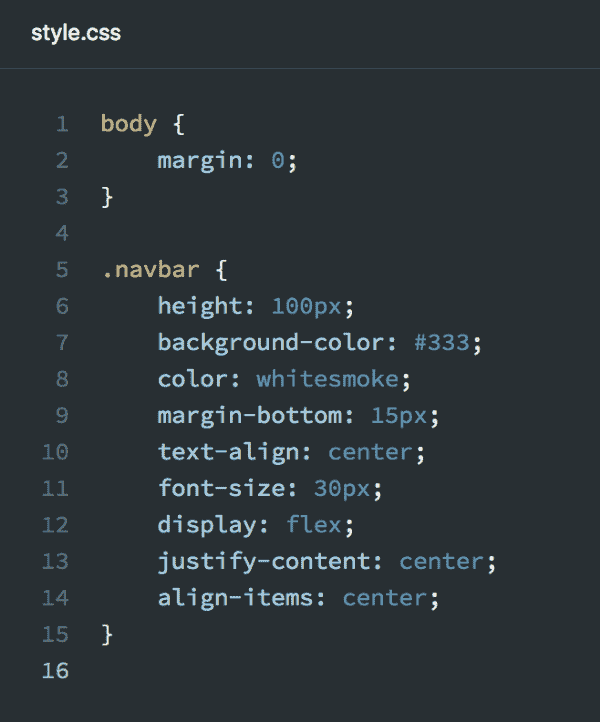 style.css
1 body {
2     margin: 0;
3 }
4
5 .navbar {
6     height: 100px;
7     background-color: #333;
8     color: whitesmoke;
9     margin-bottom: 15px;
10     text-align: center;
11     font-size: 30px;
12     display: flex;
13     justify-content: center;
14     align-items: center;
15 }
16